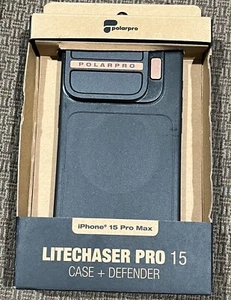 polarpro
POLARPRO
iPhone® 15 Pro Max
LITECHASER PRO 15
CASE + DEFENDER